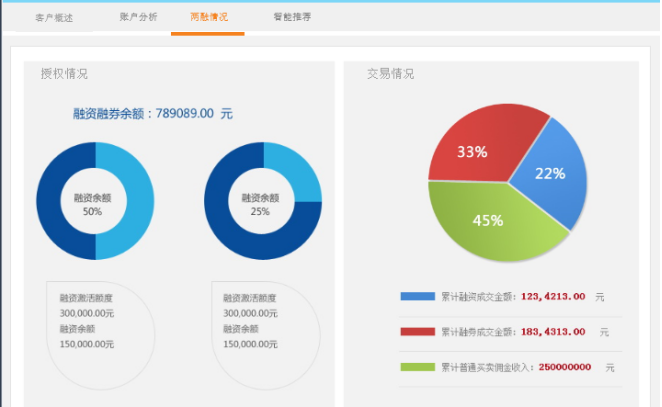 客户概述 账户分析 两融情况 智能推荐
授权情况
融资融券余额：789089.00 元
融资余额
50%
融资余额
25%
融资激活额度
300,000.00元
融资余额
150,000.00元
融资激活额度
300,000.00元
融资余额
150,000.00元
交易情况
33%
22%
45%
累计融资成交金额：123,4213.00 元
累计融券成交金额：183,4313.00 元
累计普通买卖佣金收入：250000000 元